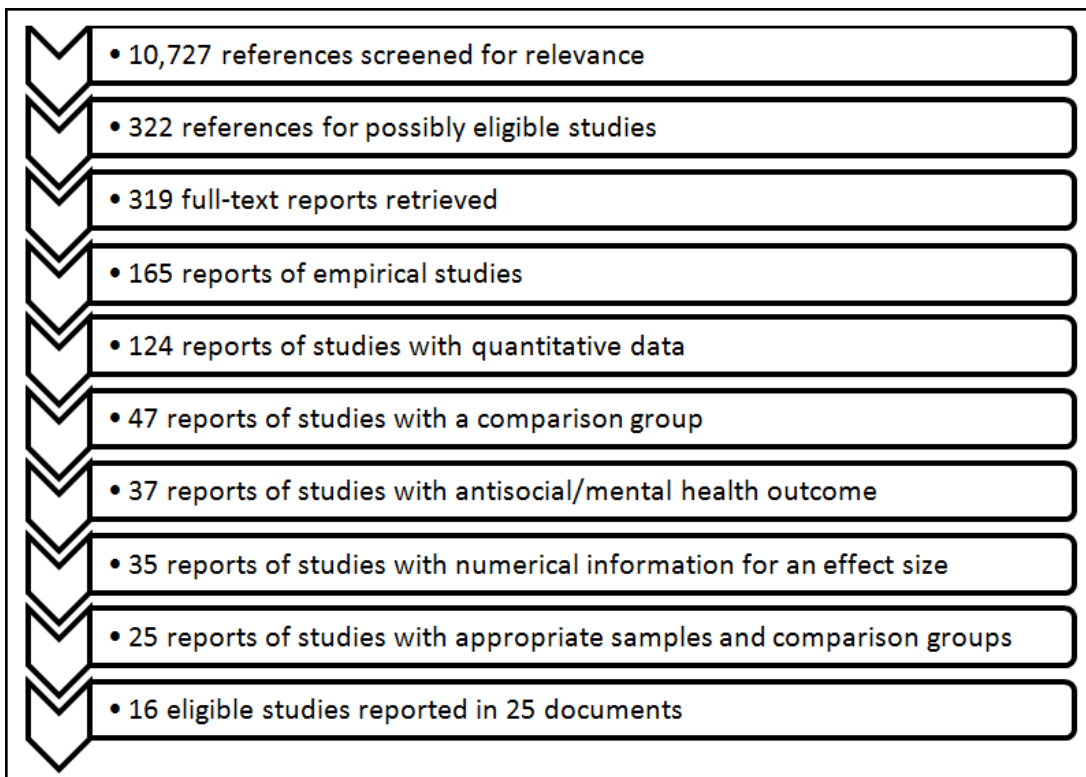 • 10,727 references screened for relevance
• 322 references for possibly eligible studies
• 319 full-text reports retrieved
• 165 reports of empirical studies
• 124 reports of studies with quantitative data
• 47 reports of studies with a comparison group
• 37 reports of studies with antisocial/mental health outcome
• 35 reports of studies with numerical information for an effect size
• 25 reports of studies with appropriate samples and comparison groups
• 16 eligible studies reported in 25 documents